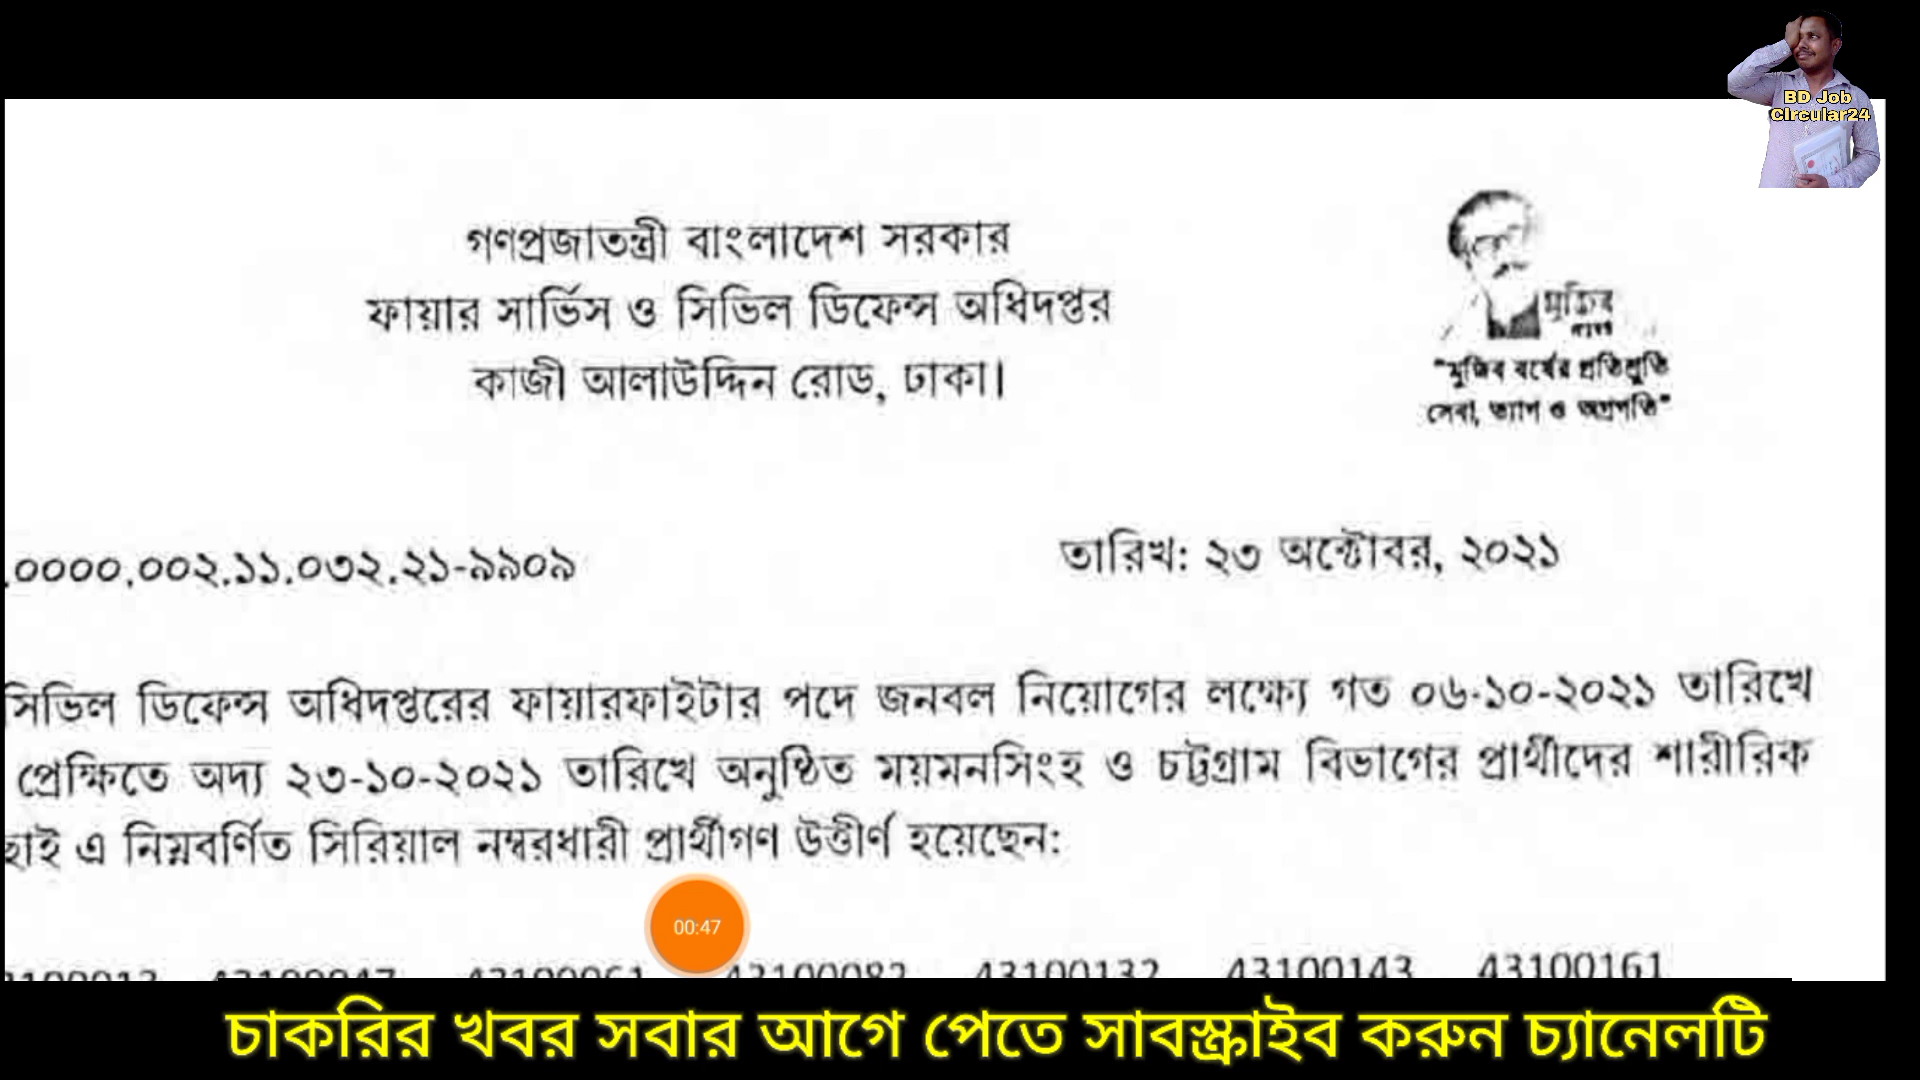 BD Job
Circular24
গণপ্রজাতন্ত্রী বাংলাদেশ সরকার
ফায়ার সার্ভিস ও সিভিল ডিফেন্স অধিদপ্তর
কাজী আলাউদ্দিন রোড, ঢাকা।
মুজিব
"মুজিব বর্ষের প্রতিশ্রুতি
সেবা, ত্যাগ ও অগ্রগতি"
.০০০০.০০২.১১.০৩২.২১-৯৯০৯
তারিখ: ২৩ অক্টোবর, ২০২১
সিভিল ডিফেন্স অধিদপ্তরের ফায়ারফাইটার পদে জনবল নিয়োগের লক্ষ্যে গত ০৬-১০-২০২১ তারিখে
প্রেক্ষিতে অদ্য ২৩-১০-২০২১ তারিখে অনুষ্ঠিত ময়মনসিংহ ও চট্টগ্রাম বিভাগের প্রার্থীদের শারীরিক
ছাই এ নিম্নবর্ণিত সিরিয়াল নম্বরধারী প্রার্থীগণ উত্তীর্ণ হয়েছেন:
00:47
43100132 43100143 43100161
চাকরির খবর সবার আগে পেতে সাবস্ক্রাইব করুন চ্যানেলটি